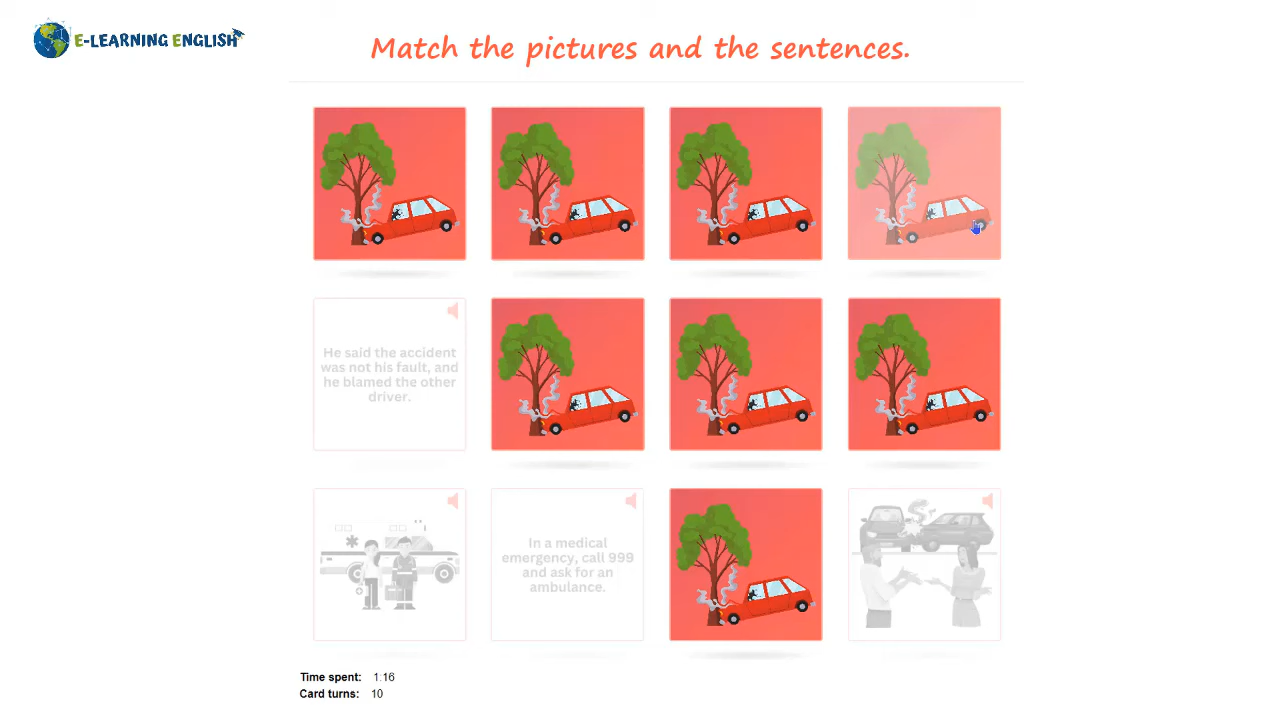 E-LEARNING ENGLISH
Match the pictures and the sentences.
He said the accident
was not his fault, and
he blamed the other
driver.
In a medical
emergency, call 999
and ask for an
ambulance.
Time spent: 1.16
Card turns: 10